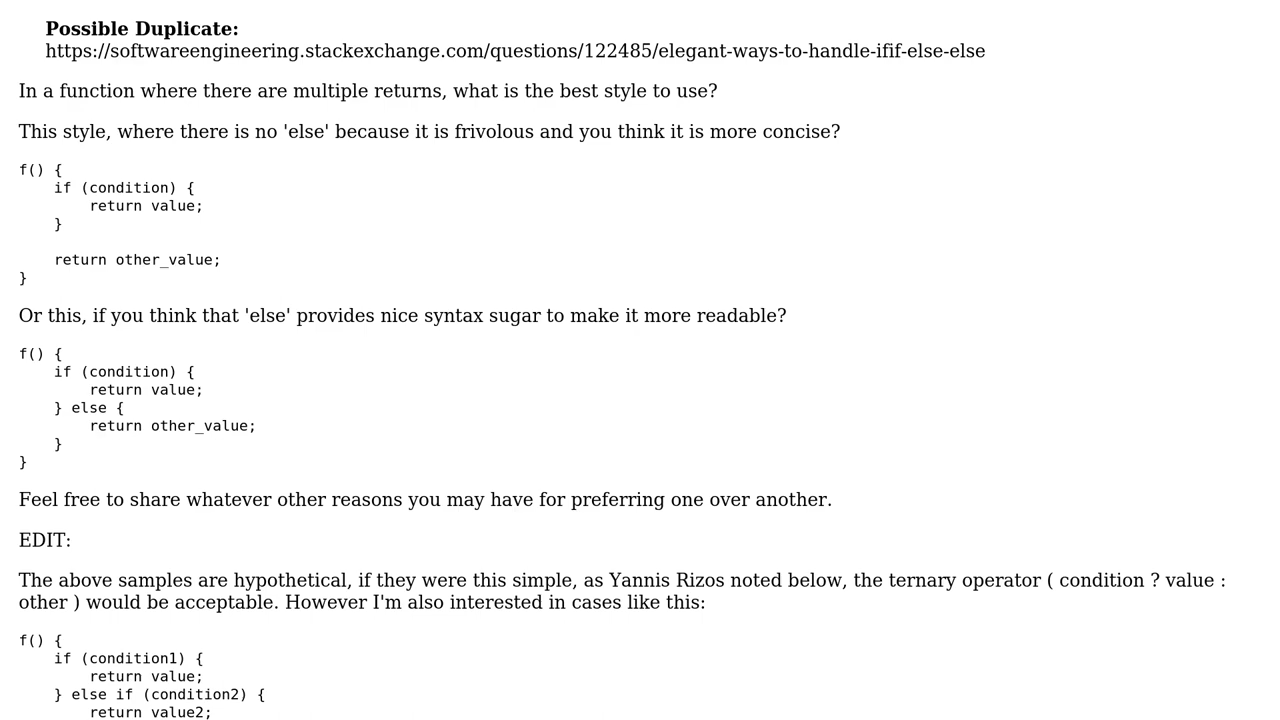 Possible Duplicate:
https://softwareengineering.stackexchange.com/questions/122485/elegant-ways-to-handle-ifif-else-else
In a function where there are multiple returns, what is the best style to use?
This style, where there is no 'else' because it is frivolous and you think it is more concise?
f() {
    if (condition) {
        return value;
    }

    return other_value;
}
Or this, if you think that 'else' provides nice syntax sugar to make it more readable?
f() {
    if (condition) {
        return value;
    } else {
        return other_value;
    }
}
Feel free to share whatever other reasons you may have for preferring one over another.
EDIT:
The above samples are hypothetical, if they were this simple, as Yannis Rizos noted below, the ternary operator ( condition ? value :
other ) would be acceptable. However I'm also interested in cases like this:
f() {
    if (condition1) {
        return value;
    } else if (condition2) {
        return value2;